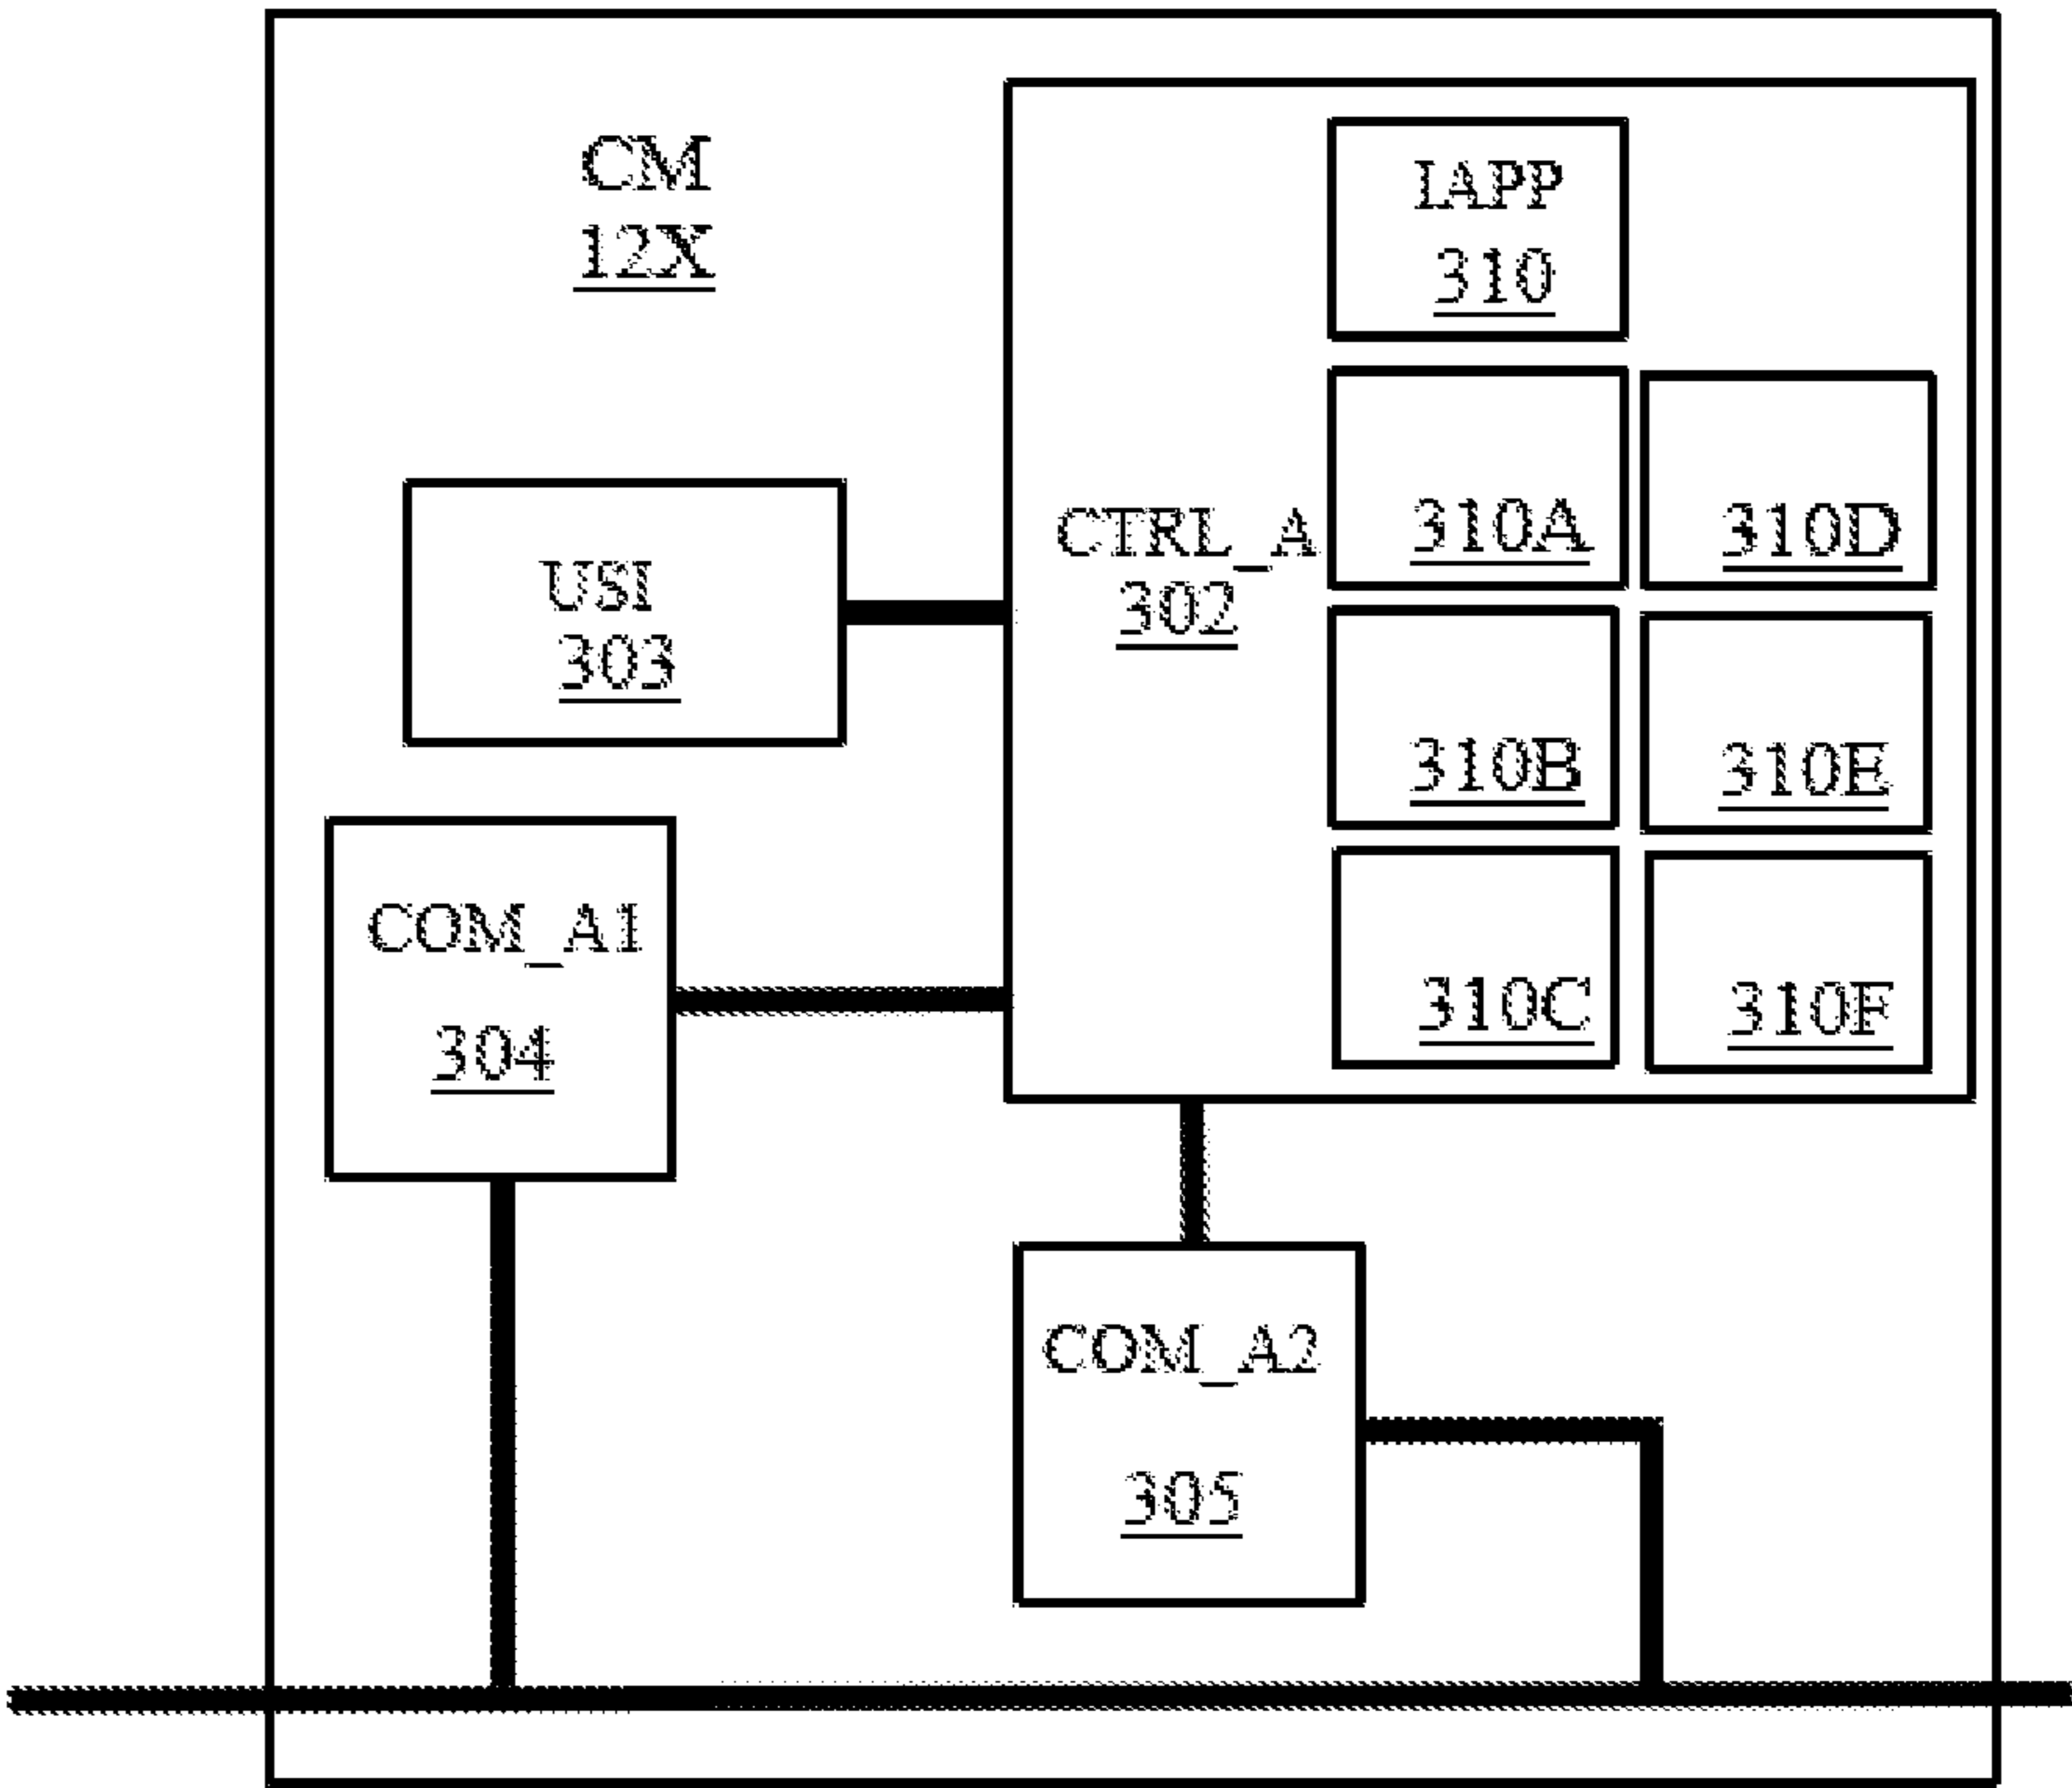 CM
12X
IAPP
310
310A
310D
CTRL_A
302
USI
303
310B
310E
COM_A1
304
310C
310F
COM_A2
305